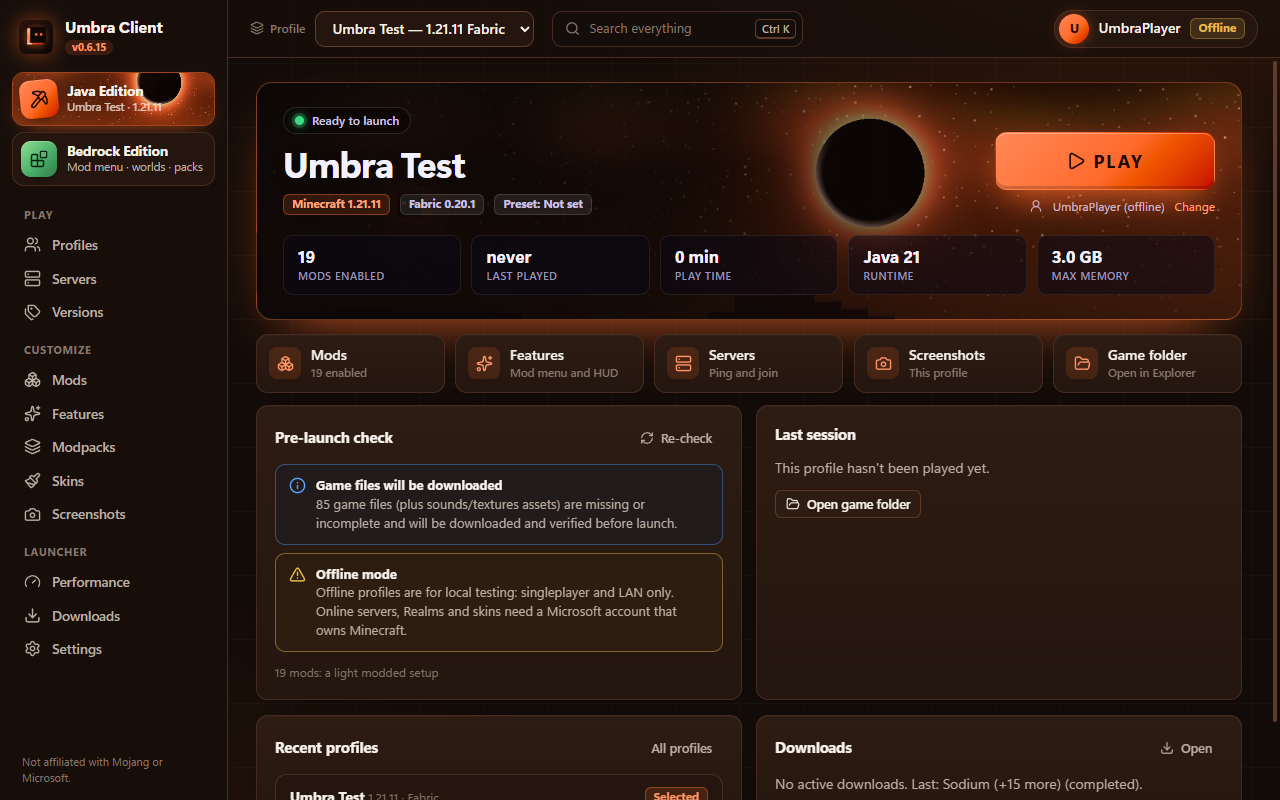 Umbra Client
v0.6.15
Java Edition
Umbra Test · 1.21.11
Bedrock Edition
Mod menu · worlds · packs
PLAY
Profiles
Servers
Versions
CUSTOMIZE
Mods
Features
Modpacks
Skins
Screenshots
LAUNCHER
Performance
Downloads
Settings
Not affiliated with Mojang or
Microsoft.
Profile
Umbra Test — 1.21.11 Fabric
Search everything
Ctrl K
U
UmbraPlayer
Offline
Ready to launch
Umbra Test
Minecraft 1.21.11
Fabric 0.20.1
Preset: Not set
PLAY
UmbraPlayer (offline) Change
19
MODS ENABLED
never
LAST PLAYED
0 min
PLAY TIME
Java 21
RUNTIME
3.0 GB
MAX MEMORY
Mods
19 enabled
Features
Mod menu and HUD
Servers
Ping and join
Screenshots
This profile
Game folder
Open in Explorer
Pre-launch check
Re-check
Game files will be downloaded
85 game files (plus sounds/textures assets) are missing or
incomplete and will be downloaded and verified before launch.
Offline mode
Offline profiles are for local testing: singleplayer and LAN only.
Online servers, Realms and skins need a Microsoft account that
owns Minecraft.
19 mods: a light modded setup
Last session
This profile hasn't been played yet.
Open game folder
Recent profiles
All profiles
Umbra Test 1.21.11 · Fabric
Selected
Downloads
Open
No active downloads. Last: Sodium (+15 more) (completed).